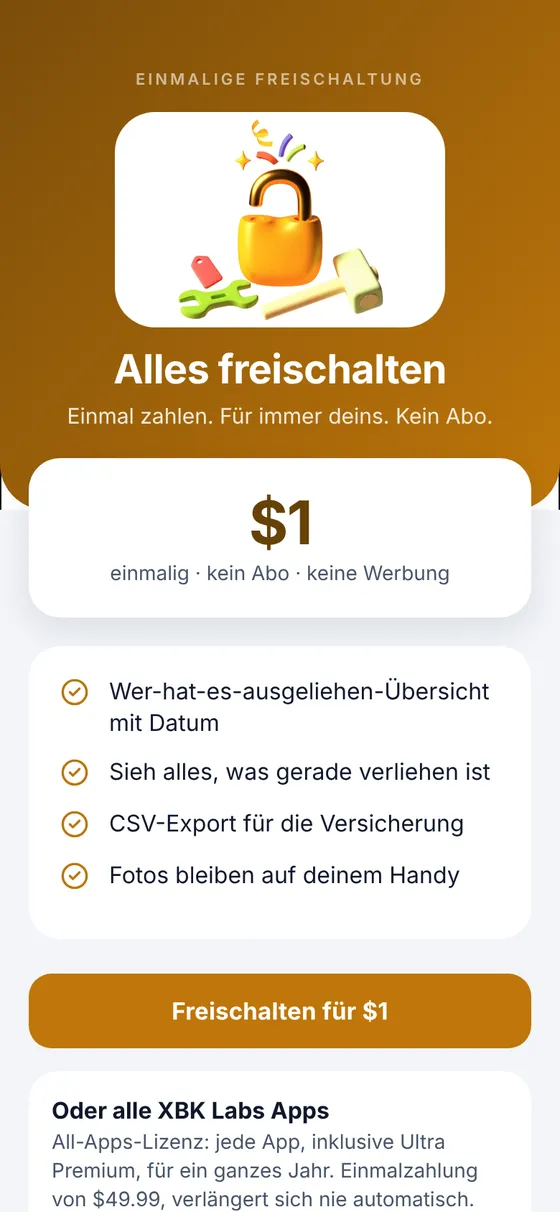 EINMALIGE FREISCHALTUNG
Alles freischalten
Einmal zahlen. Für immer deins. Kein Abo.
$1
einmalig · kein Abo · keine Werbung
Wer-hat-es-ausgeliehen-Übersicht
mit Datum
Sieh alles, was gerade verliehen ist
CSV-Export für die Versicherung
Fotos bleiben auf deinem Handy
Freischalten für $1
Oder alle XBK Labs Apps
All-Apps-Lizenz: jede App, inklusive Ultra
Premium, für ein ganzes Jahr. Einmalzahlung
von $49.99, verlängert sich nie automatisch.